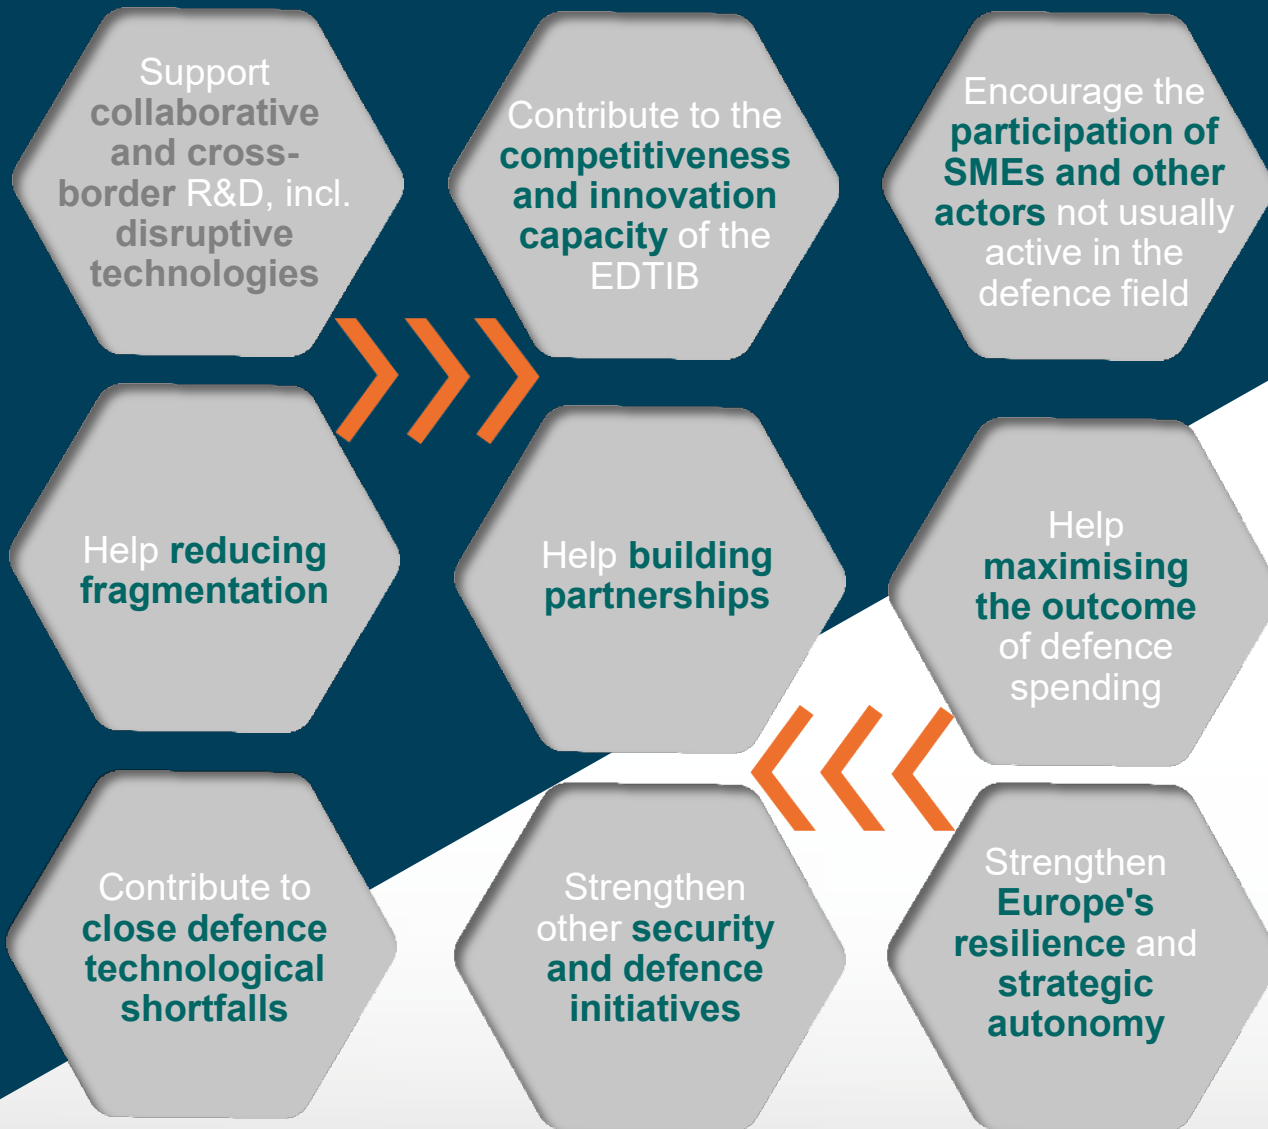 Support
collaborative
and cross-
border R&D, incl.
disruptive
technologies
Contribute to the
competitiveness
and innovation
capacity of the
EDTIB
Encourage the
participation of
SMEs and other
actors not usually
active in the
defence field
Help reducing
fragmentation
Help building
partnerships
Help
maximising
the outcome
of defence
spending
Contribute to
close defence
technological
shortfalls
Strengthen
other security
and defence
initiatives
Strengthen
Europe's
resilience and
strategic
autonomy